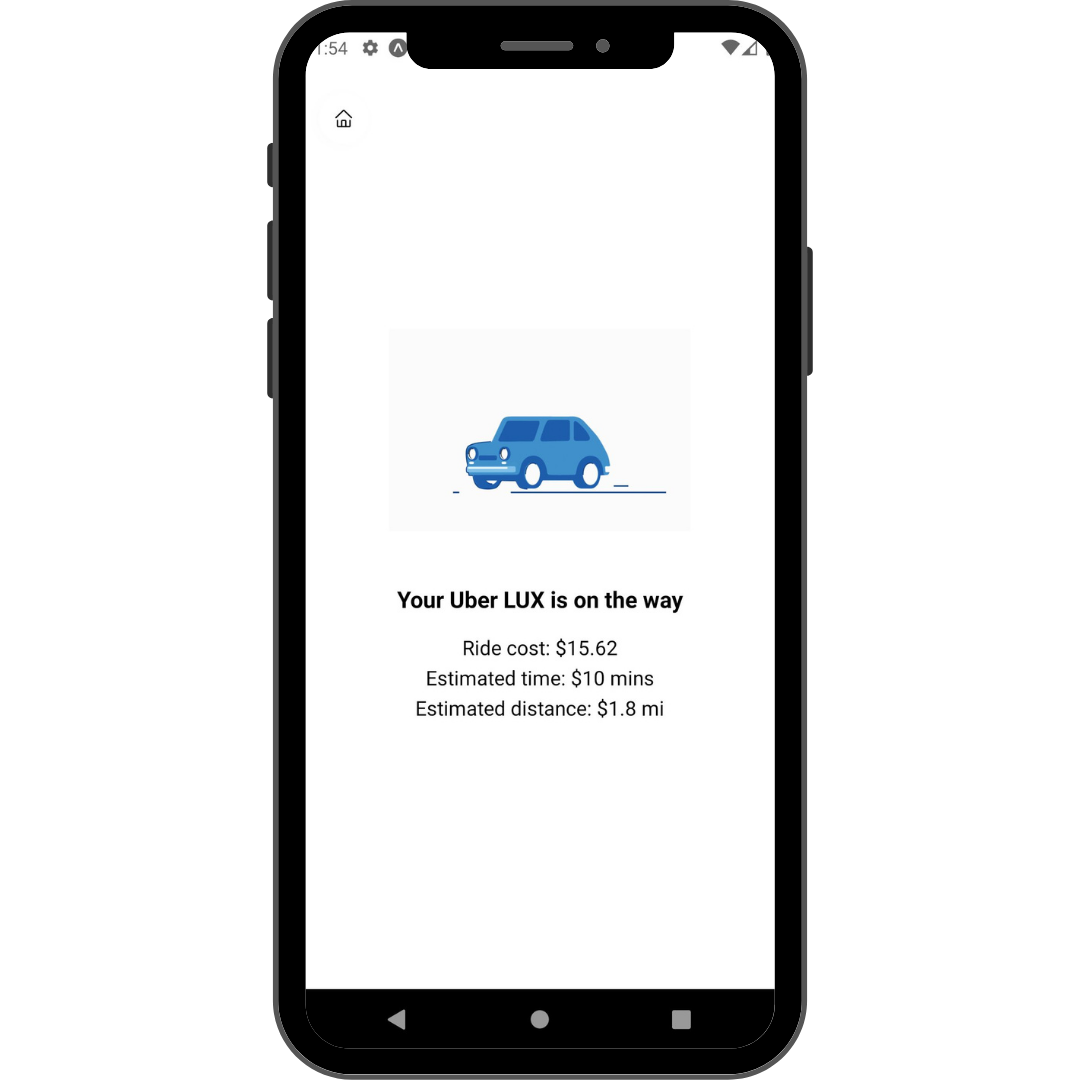 :54
Your Uber LUX is on the way
Ride cost: $15.62
Estimated time: $10 mins
Estimated distance: $1.8 mi